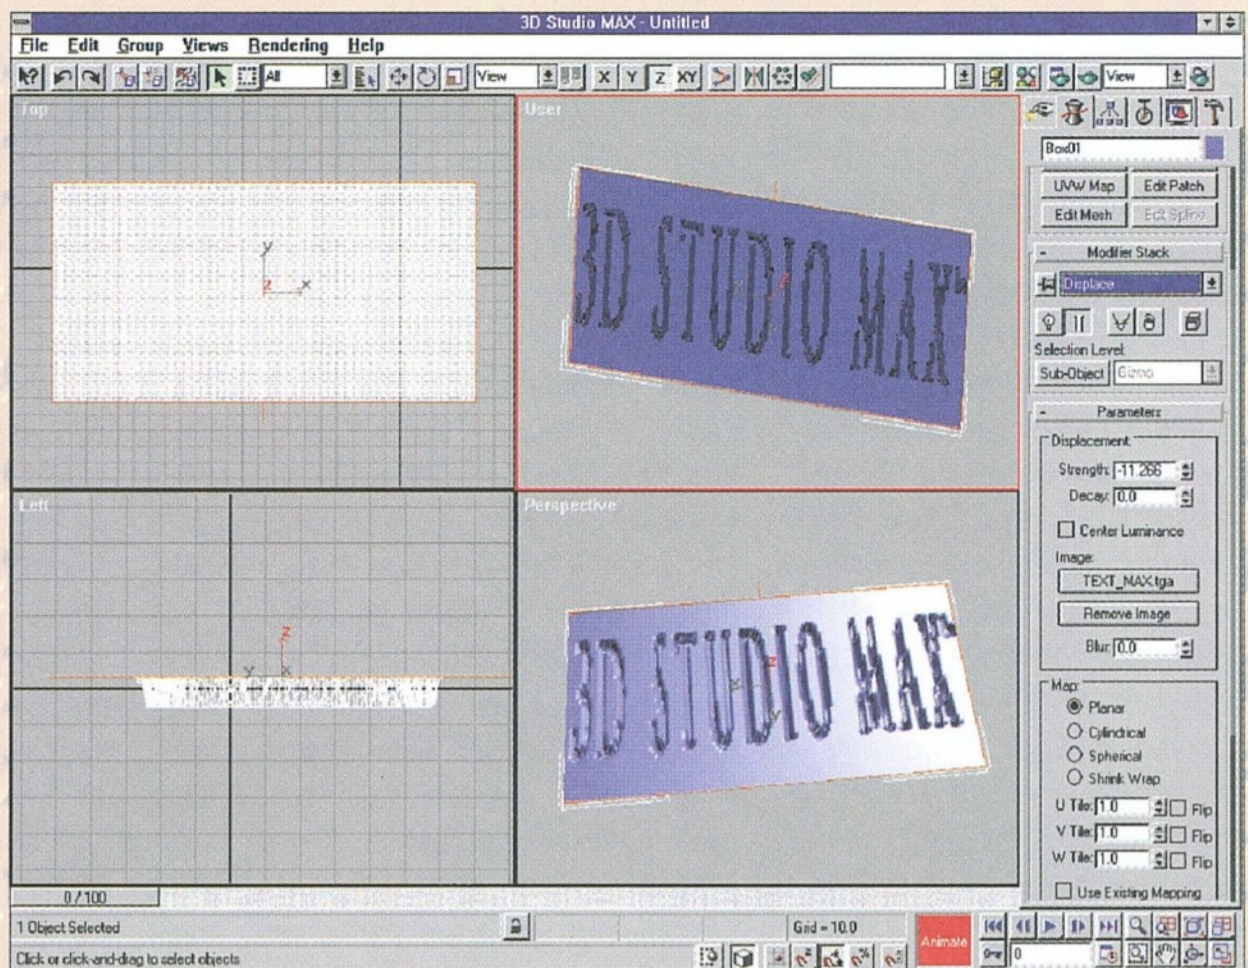 3D Studio MAX - Untitled
File Edit Group Views Rendering Help
All View X Y Z XY View
Top
User
3D STUDIO MAX
Left
Perspective
3D STUDIO MAX
Box01
UVW Map Edit Patch
Edit Mesh Edit Spline
- Modifier Stack
Displace
Selection Level:
Sub-Object Gizmo
- Parameters
Displacement:
Strength: -11.266
Decay: 0.0
Center Luminance
Image:
TEXT_MAX.tga
Remove Image
Blur: 0.0
Map:
Planar
Cylindrical
Spherical
Shrink Wrap
U Tile: 1.0 Flip
V Tile: 1.0 Flip
W Tile: 1.0 Flip
Use Existing Mapping
0 / 100
1 Object Selected
Grid = 10.0
Animate
0
Click or click-and-drag to select objects
y
z x
z
y x
z
x
y